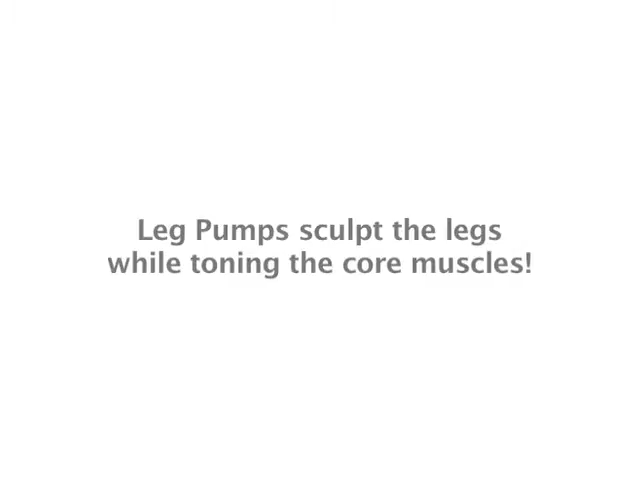 Leg Pumps sculpt the legs
while toning the core muscles!